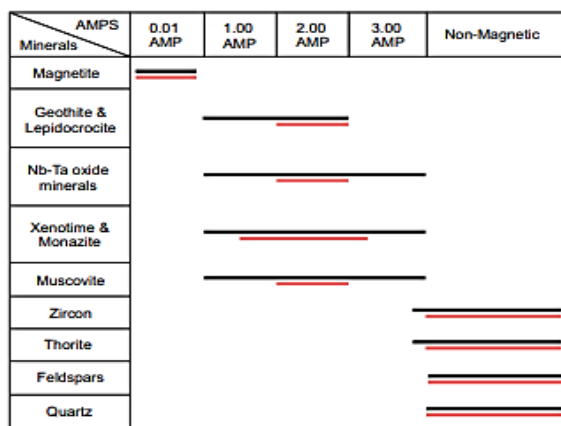 AMPS
Minerals
0.01
AMP
1.00
AMP
2.00
AMP
3.00
AMP
Non-Magnetic
Magnetite
Geothite &
Lepidocrocite
Nb-Ta oxide
minerals
Xenotime &
Monazite
Muscovite
Zircon
Thorite
Feldspars
Quartz